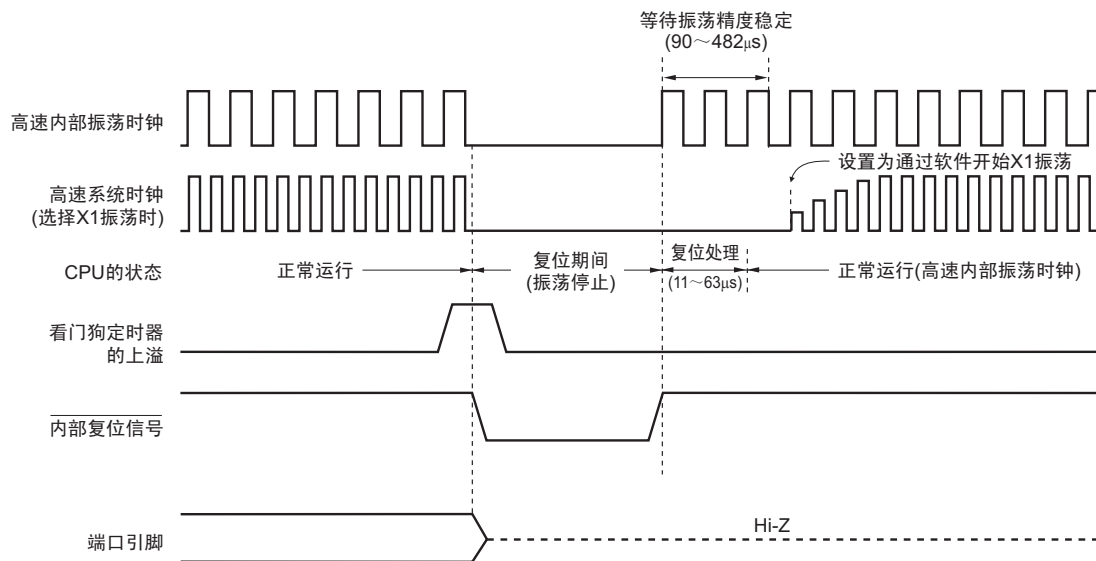 等待振荡精度稳定
(90～482μs)
高速内部振荡时钟
设置为通过软件开始X1振荡
高速系统时钟
(选择X1振荡时)
CPU的状态
正常运行
复位期间
(振荡停止)
复位处理
(11～63μs)
正常运行(高速内部振荡时钟)
看门狗定时器
的上溢
内部复位信号
Hi-Z
端口引脚